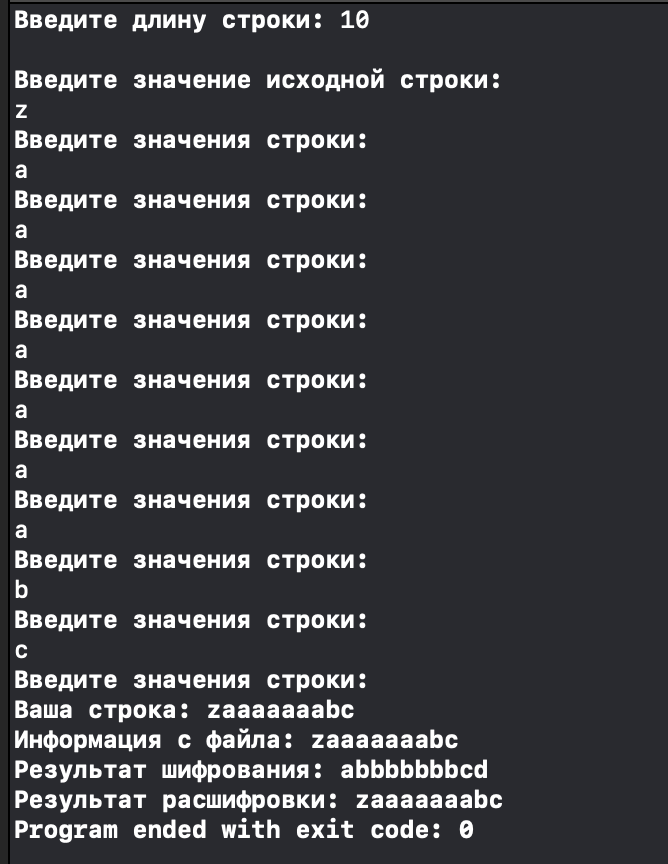 Введите длину строки: 10
Введите значение исходной строки:
z
Введите значения строки:
a
Введите значения строки:
a
Введите значения строки:
a
Введите значения строки:
a
Введите значения строки:
a
Введите значения строки:
a
Введите значения строки:
a
Введите значения строки:
b
Введите значения строки:
c
Введите значения строки:
Ваша строка: zaaaaaaabc
Информация с файла: zaaaaaaabc
Результат шифрования: abbbbbbbcd
Результат расшифровки: zaaaaaaabc
Program ended with exit code: 0